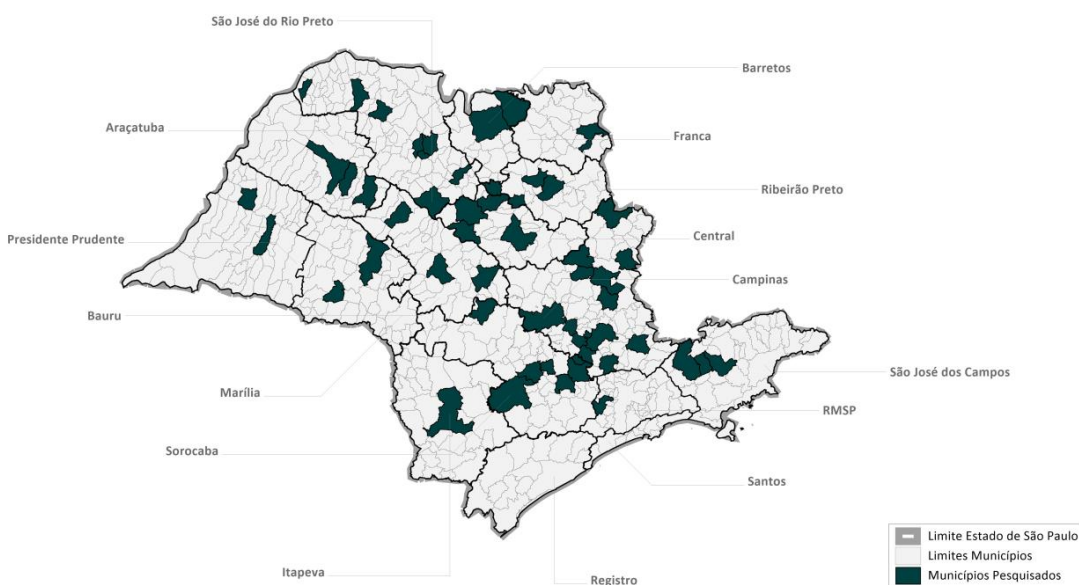 São José do Rio Preto
Barretos
Araçatuba
Franca
Ribeirão Preto
Presidente Prudente
Central
Campinas
Bauru
São José dos Campos
Marília
RMSP
Sorocaba
Santos
Itapeva
Registro
Limite Estado de São Paulo
Limites Municípios
Municípios Pesquisados